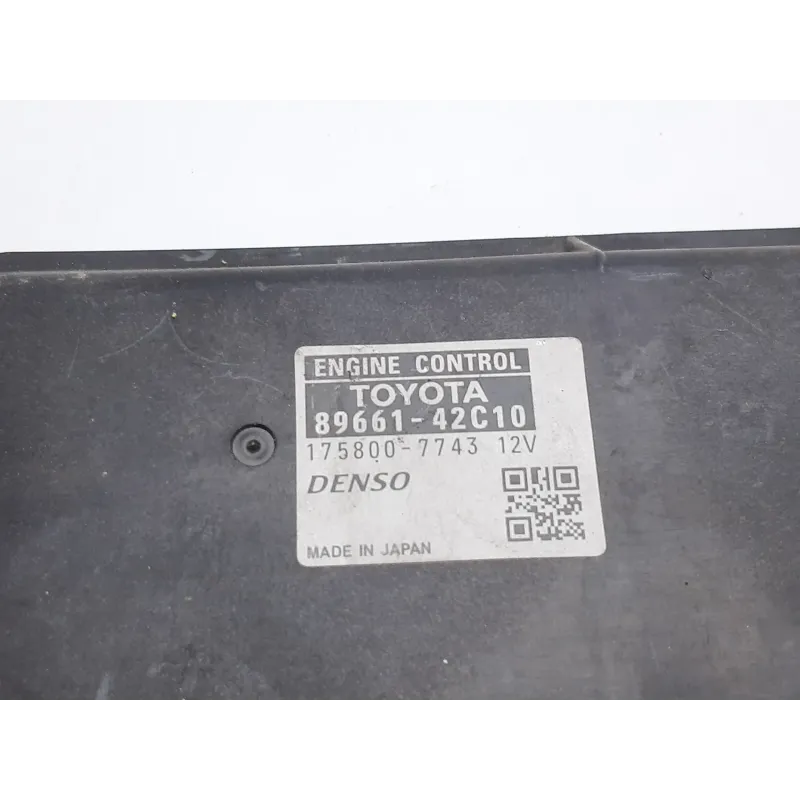 ENGINE CONTROL
TOYOTA
89661-42C10
175800-7743 12V
DENSO
MADE IN JAPAN